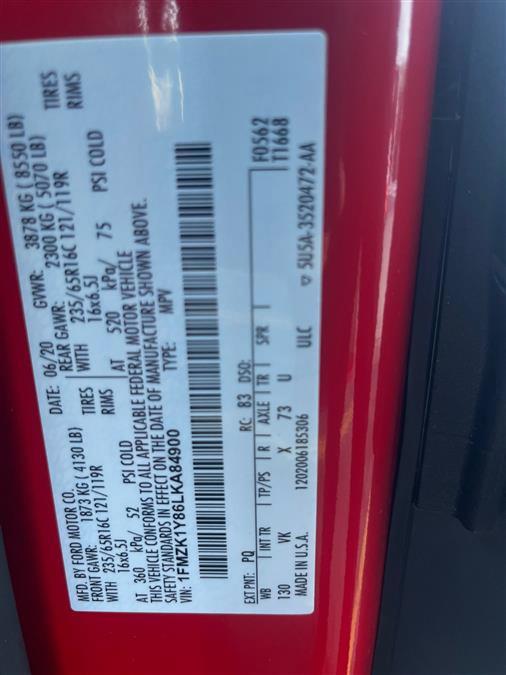 MFD. BY FORD MOTOR CO.
DATE: 06/20 GVWR: 3878 KG ( 8550 LB)
FRONT GAWR: 1873 KG ( 4130 LB) REAR GAWR: 2300 KG ( 5070 LB)
WITH 235/65R16C 121/119R TIRES WITH 235/65R16C 121/119R TIRES
16x6.5J RIMS 16x6.5J RIMS
AT 360 kPa/ 52 PSI COLD AT 520 kPa/ 75 PSI COLD
THIS VEHICLE CONFORMS TO ALL APPLICABLE FEDERAL MOTOR VEHICLE
SAFETY STANDARDS IN EFFECT ON THE DATE OF MANUFACTURE SHOWN ABOVE.
VIN: 1FMZK1Y86LKA84900 TYPE: MPV
EXT PNT: PQ RC: 83 DSO: F0562
WB INT TR TP/PS R AXLE TR SPR T1668
130 VK X 73 U
MADE IN U.S.A. 1202006185306 ULC 5U5A-3520472-AA